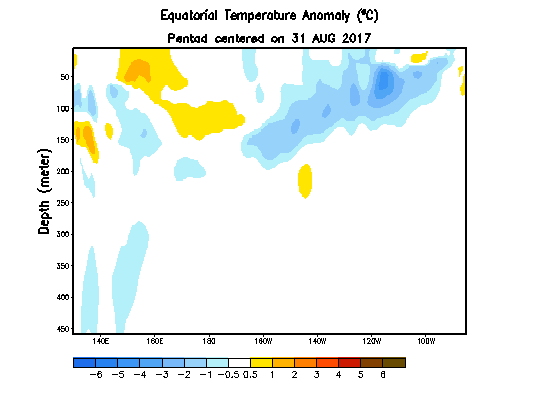 Equatorial Temperature Anomaly (°C)
Pentad centered on 31 AUG 2017
Depth (meter)
50
100
150
200
250
300
350
400
450
140E 160E 180 160W 140W 120W 100W
-6 -5 -4 -3 -2 -1 -0.5 0.5 1 2 3 4 5 6